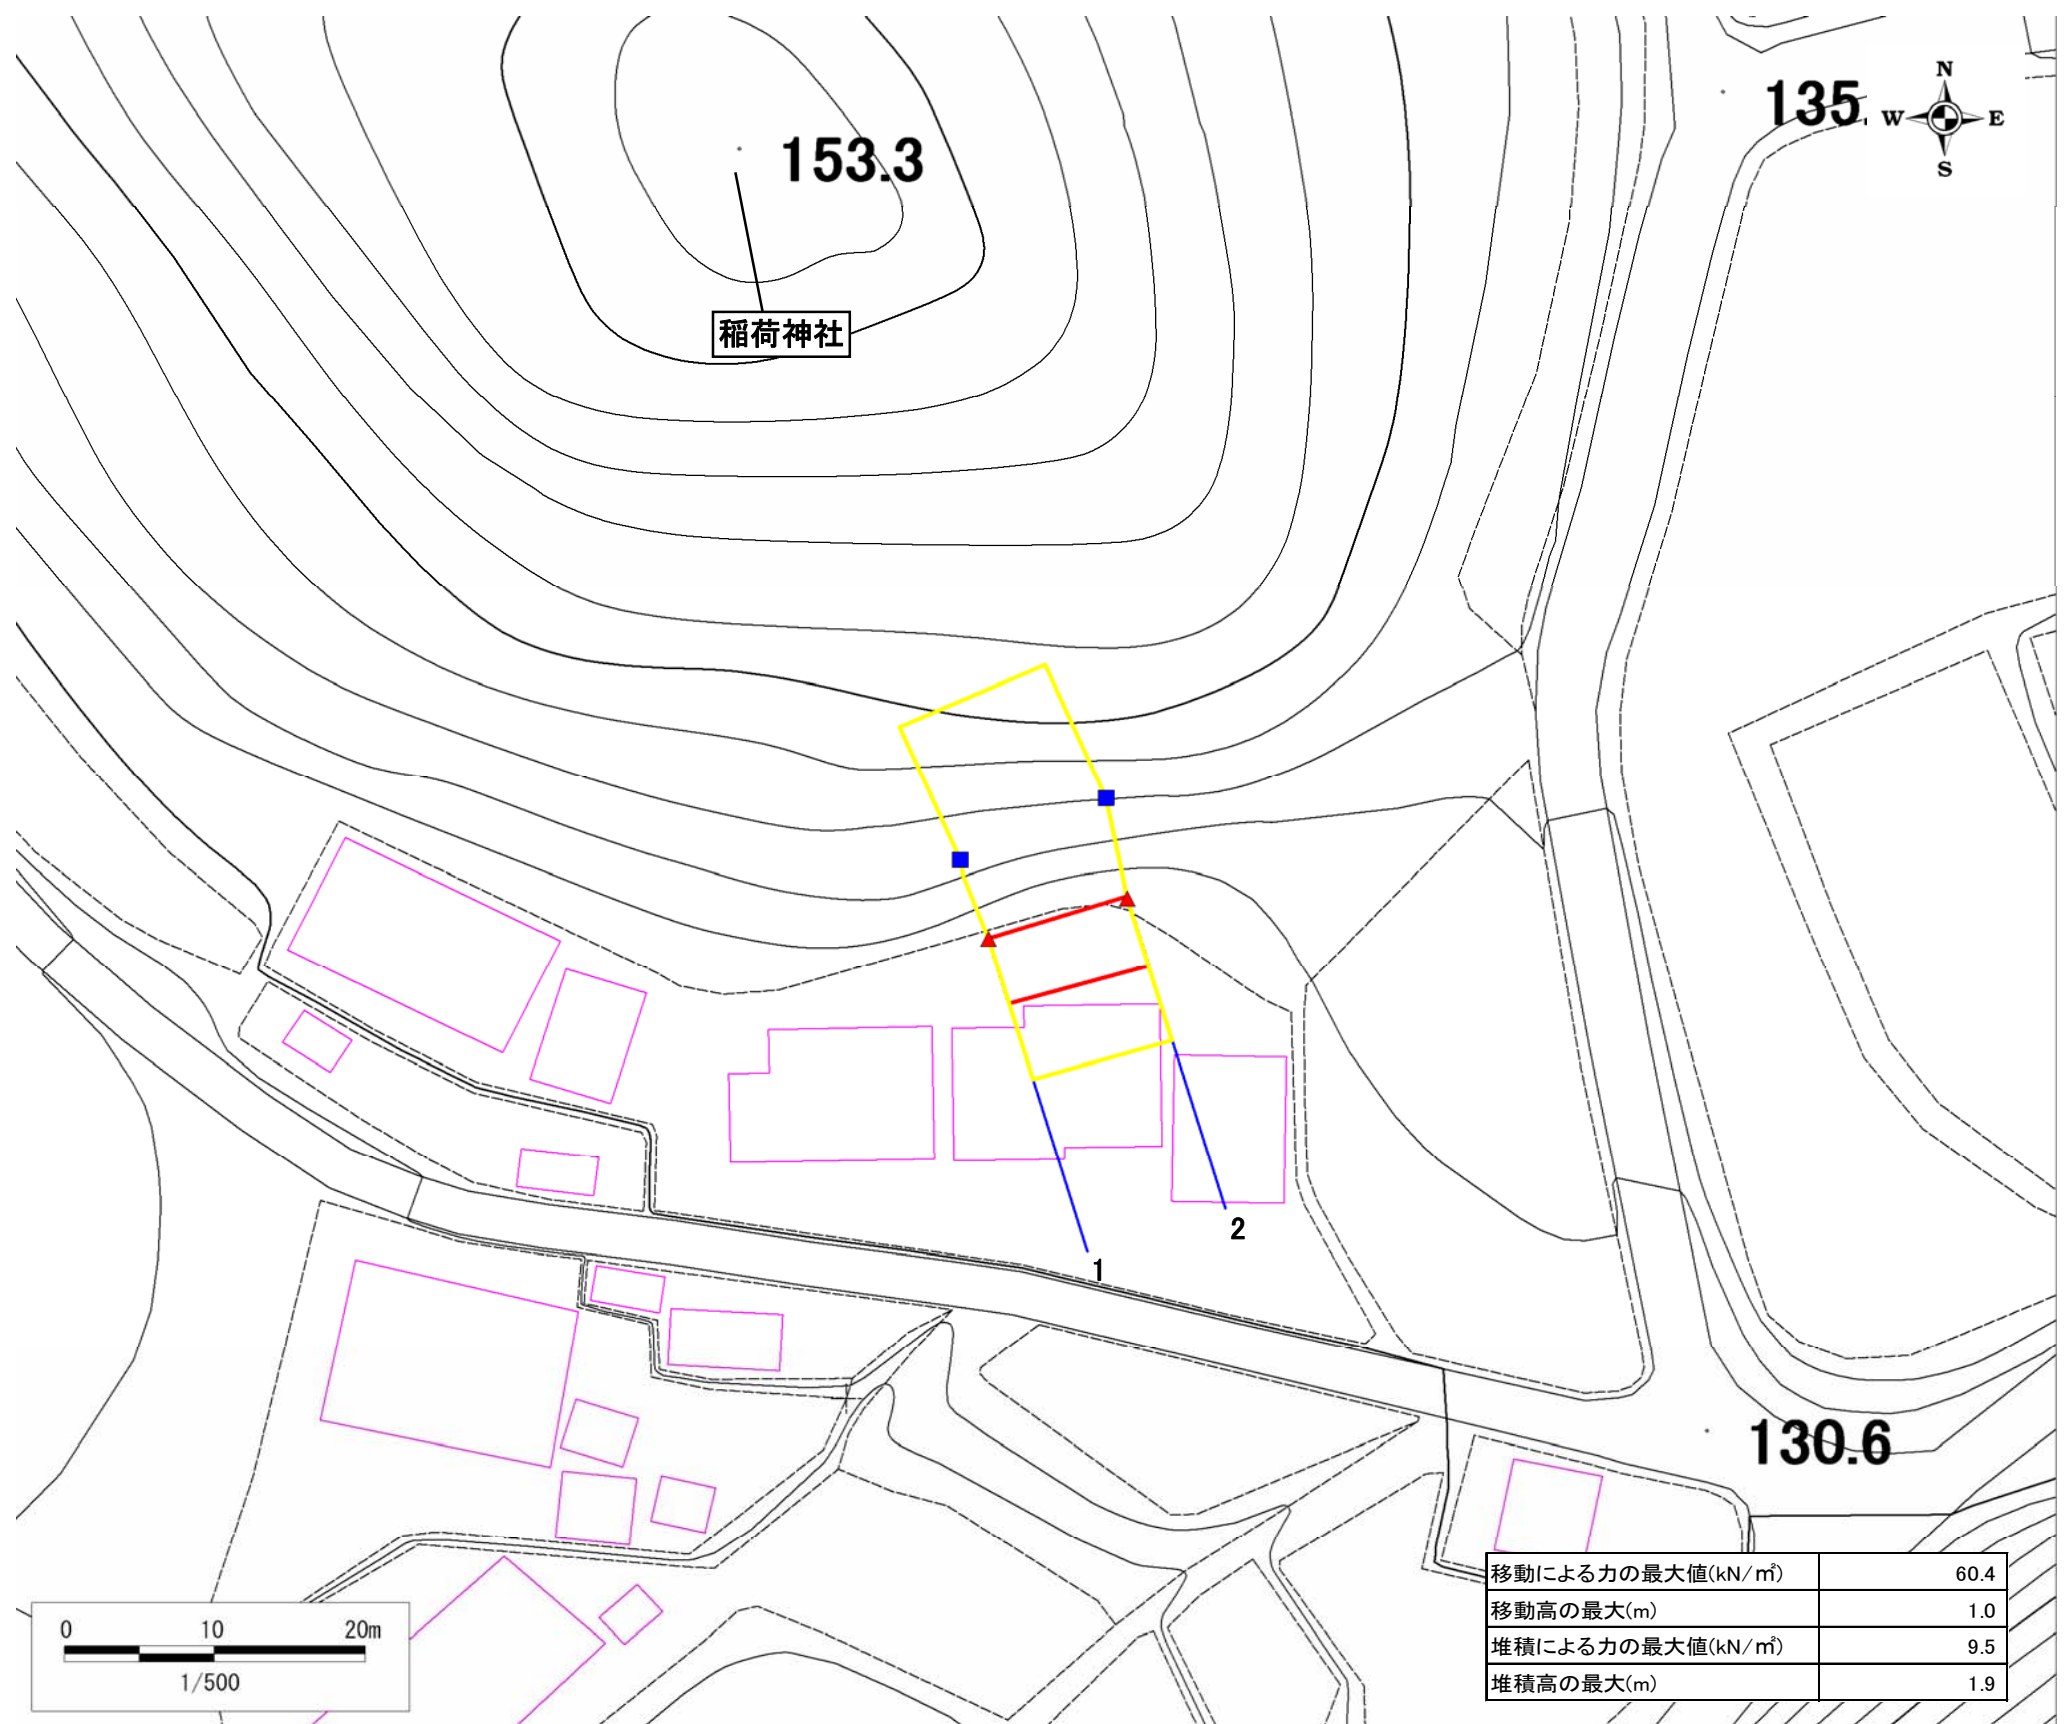 153.3
135.
N
W E
S
稲荷神社
2
1
130.6
移動による力の最大値(kN/㎡) 60.4
移動高の最大(m) 1.0
堆積による力の最大値(kN/㎡) 9.5
堆積高の最大(m) 1.9
0 10 20m
1/500